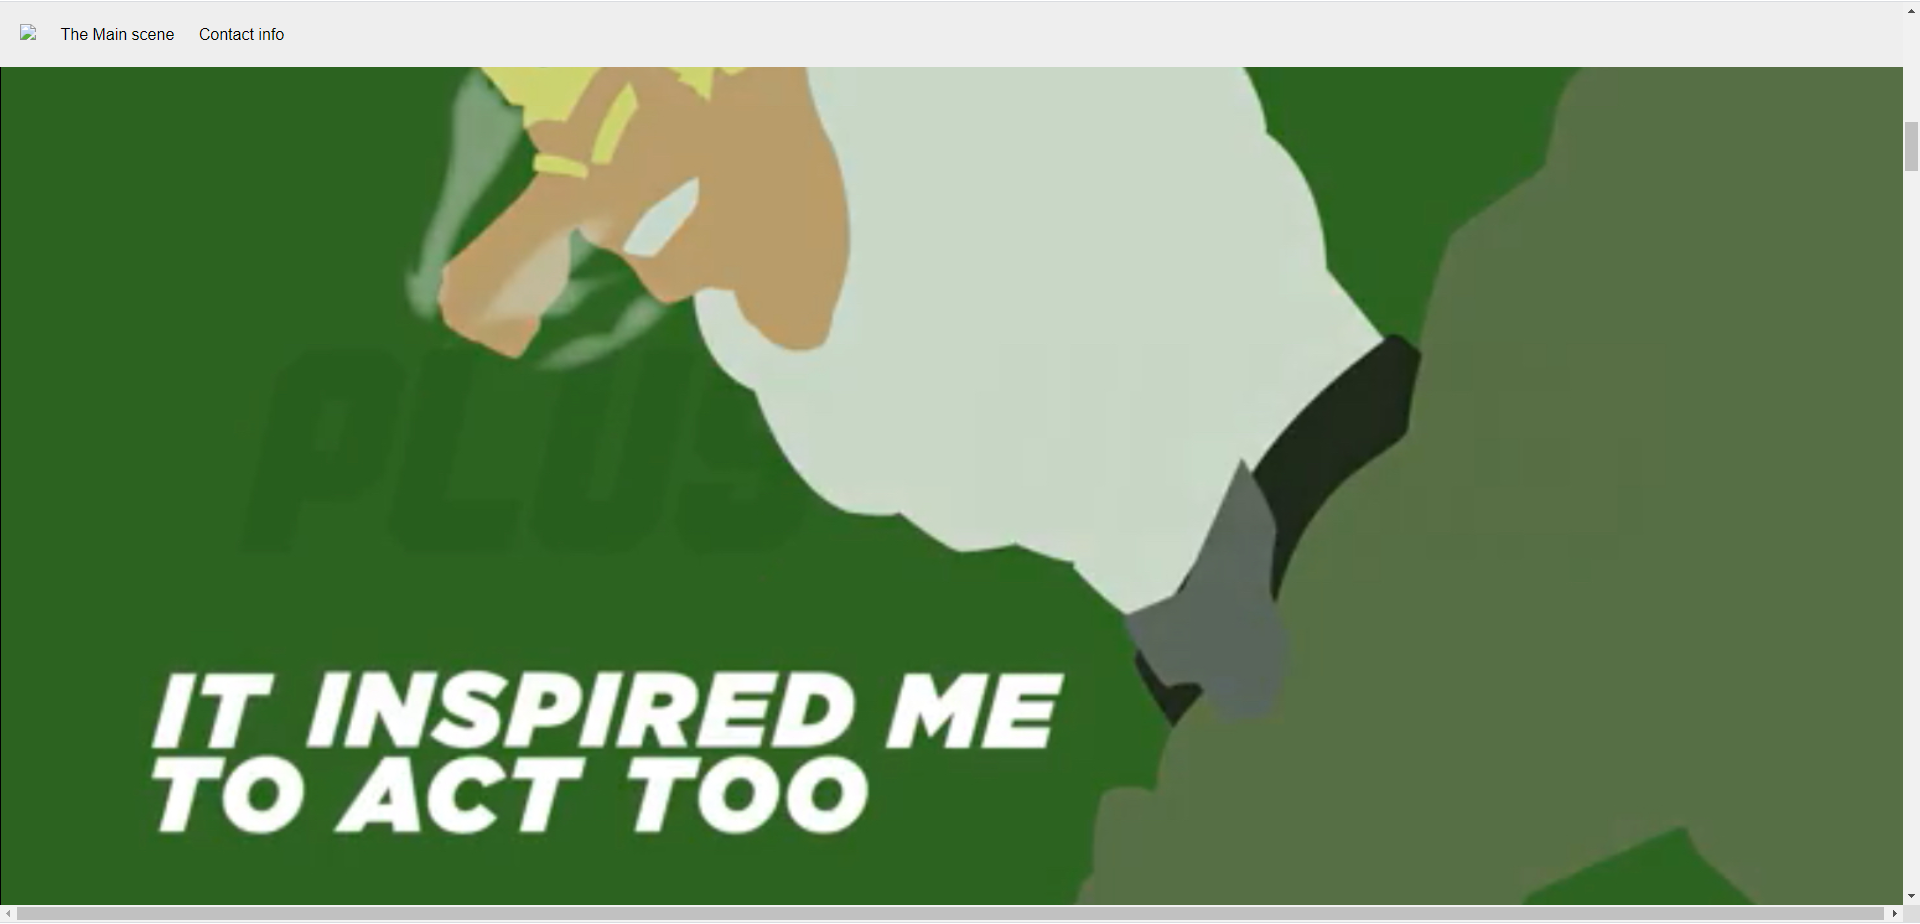 The Main scene Contact info
PLUS
IT INSPIRED ME
TO ACT TOO